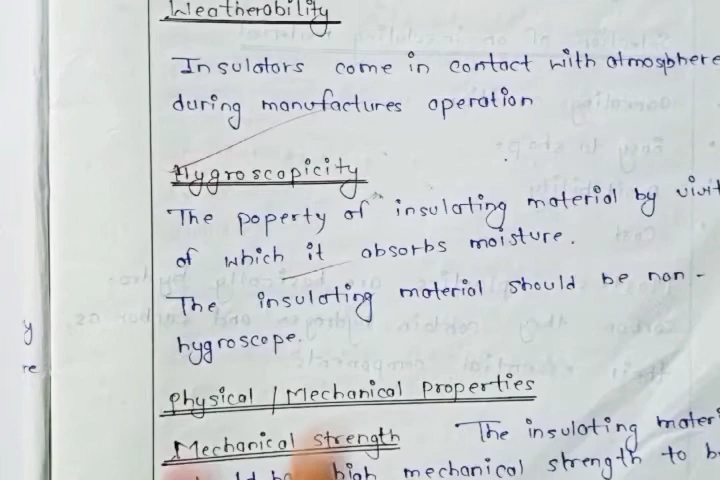 Weatherability
Insulators come in contact with atmosphere
during manufactures operation
Hygroscopicity
The poperty of insulating material by
of which it absorbs moisture.
The insulating material should be non-
hygroscope.
y
re
Physical / Mechanical Properties
Mechanical strength The insulating
high mechanical strength to